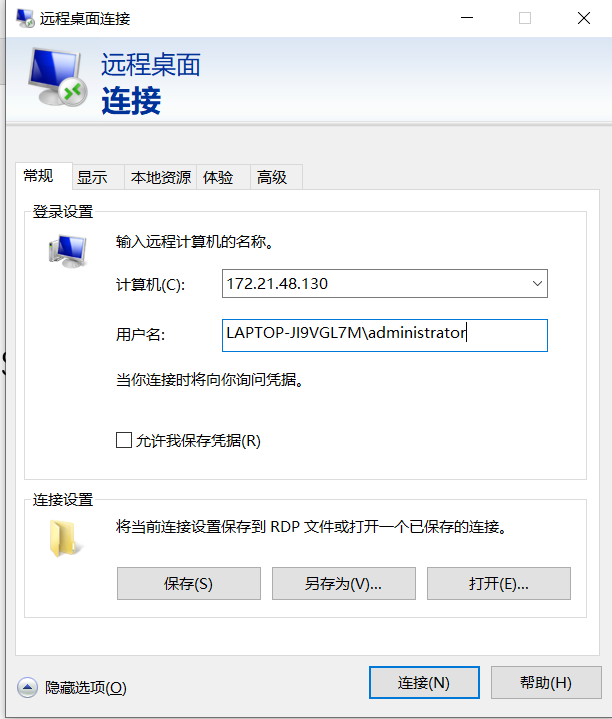 远程桌面连接
远程桌面
连接
常规 显示 本地资源 体验 高级
登录设置
输入远程计算机的名称。
计算机(C): 172.21.48.130
用户名: LAPTOP-JI9VGL7M\administrator
当你连接时将向你询问凭据。
允许我保存凭据(R)
连接设置
将当前连接设置保存到 RDP 文件或打开一个已保存的连接。
保存(S) 另存为(V)... 打开(E)...
隐藏选项(O) 连接(N) 帮助(H)